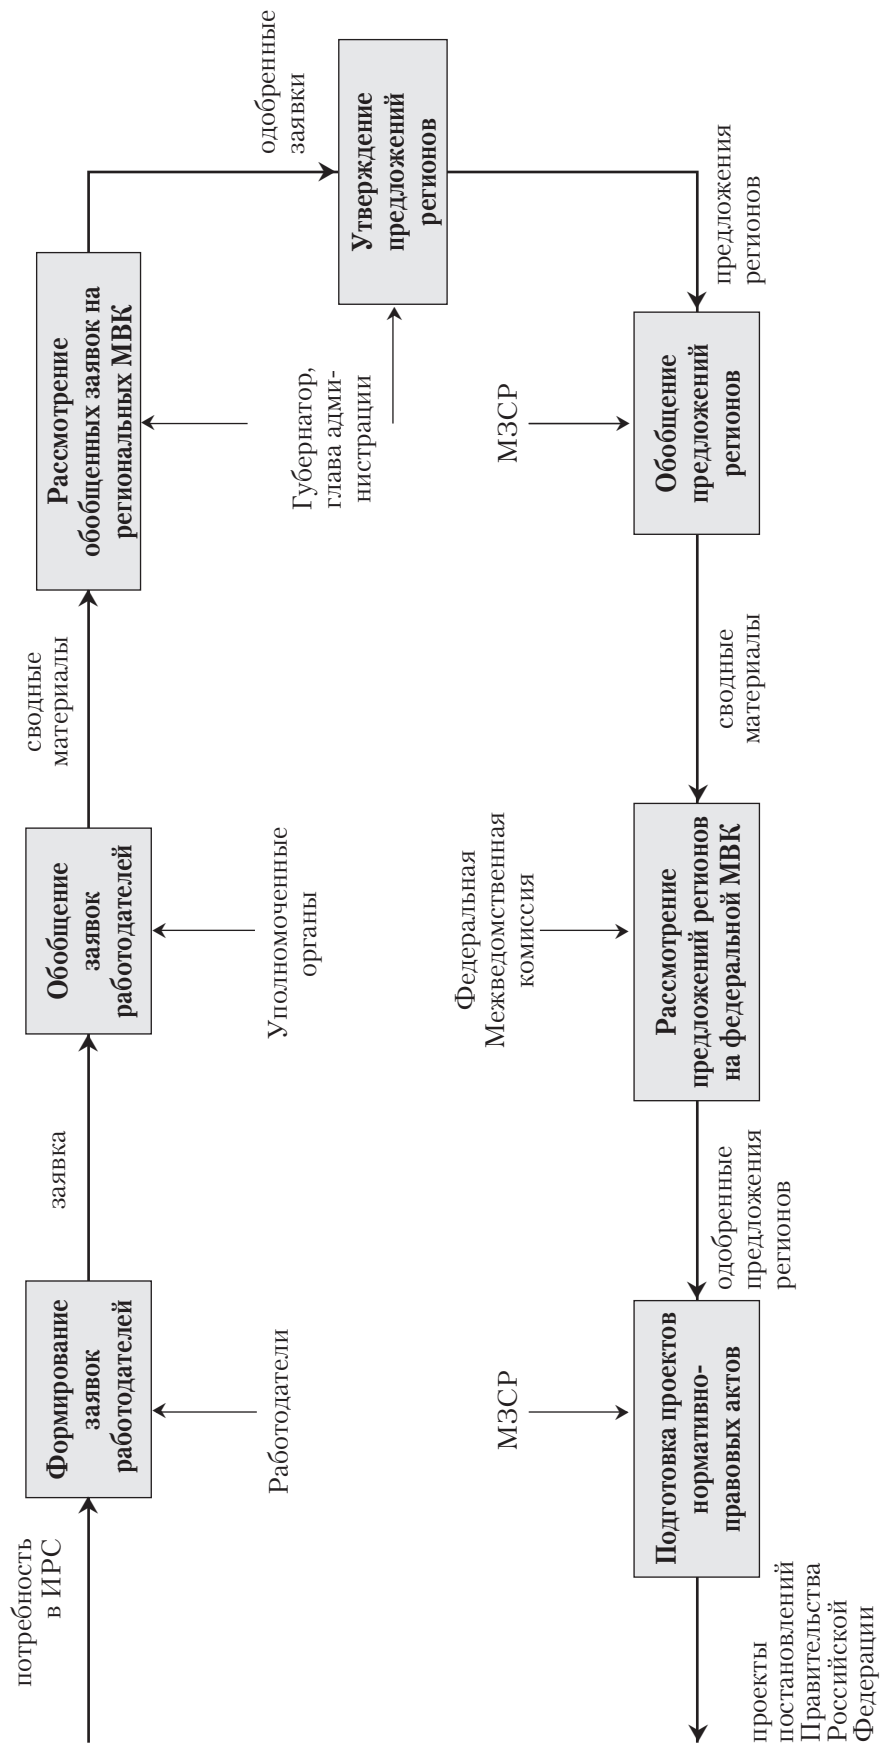 потребность
в ИРС
Формирование
заявок
работодателей
Работодатели
заявка
Обобщение
заявок
работодателей
Уполномоченные
органы
сводные
материалы
Рассмотрение
обобщенных заявок на
региональных МВК
Губернатор,
глава адми-
нистрации
одобренные
заявки
Утверждение
предложений
регионов
предложения
регионов
МЗСР
Обобщение
предложений
регионов
сводные
материалы
Федеральная
Межведомственная
комиссия
Рассмотрение
предложений регионов
на федеральной МВК
одобренные
предложения
регионов
МЗСР
Подготовка проектов
нормативно-
правовых актов
проекты
постановлений
Правительства
Российской
Федерации